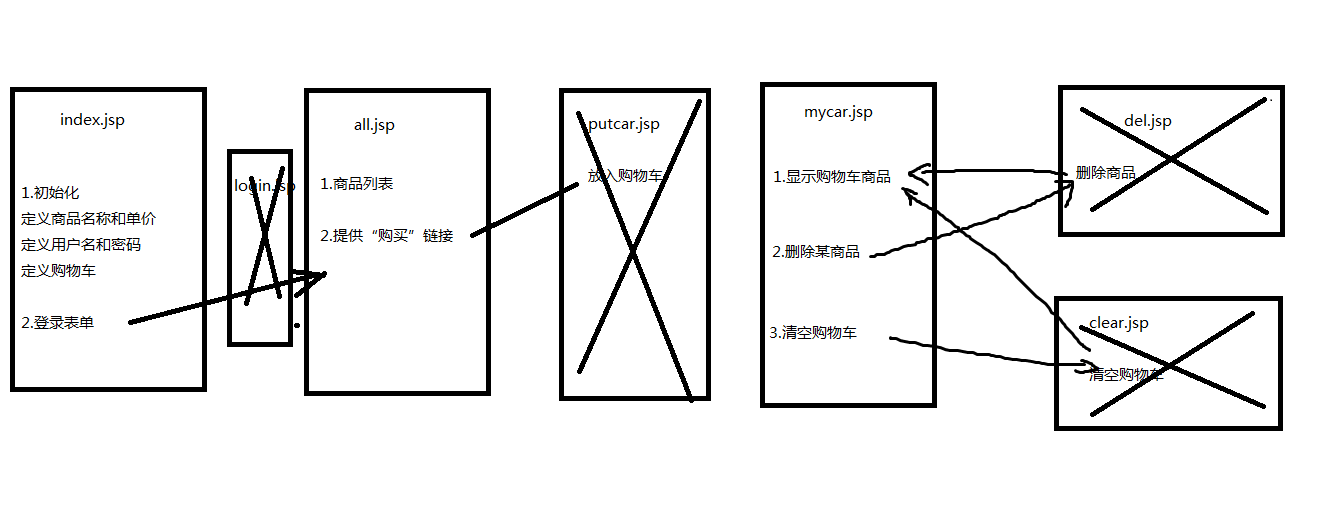 index.jsp
1.初始化
定义商品名称和单价
定义用户名和密码
定义购物车
2.登录表单
login.jsp
all.jsp
1.商品列表
2.提供“购买”链接
putcar.jsp
放入购物车
mycar.jsp
1.显示购物车商品
2.删除某商品
3.清空购物车
del.jsp
删除商品
clear.jsp
清空购物车